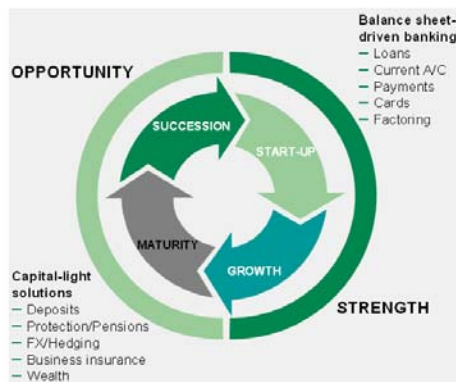 Balance sheet-
driven banking
– Loans
– Current A/C
– Payments
– Cards
– Factoring
OPPORTUNITY
SUCCESSION
START-UP
MATURITY
GROWTH
Capital-light
solutions
– Deposits
– Protection/Pensions
– FX/Hedging
– Business insurance
– Wealth
STRENGTH